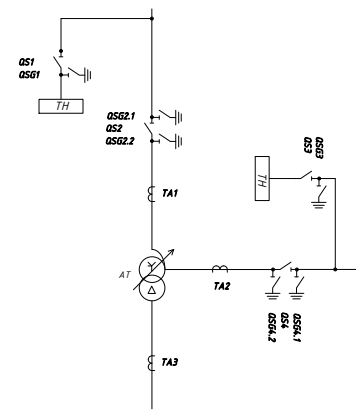 QS1
QSG1
TH
QSG2.1
QS2
QSG2.2
QSG3
QS3
TH
TA1
AT
TA2
QSG4.1
QS4
QSG4.2
TA3